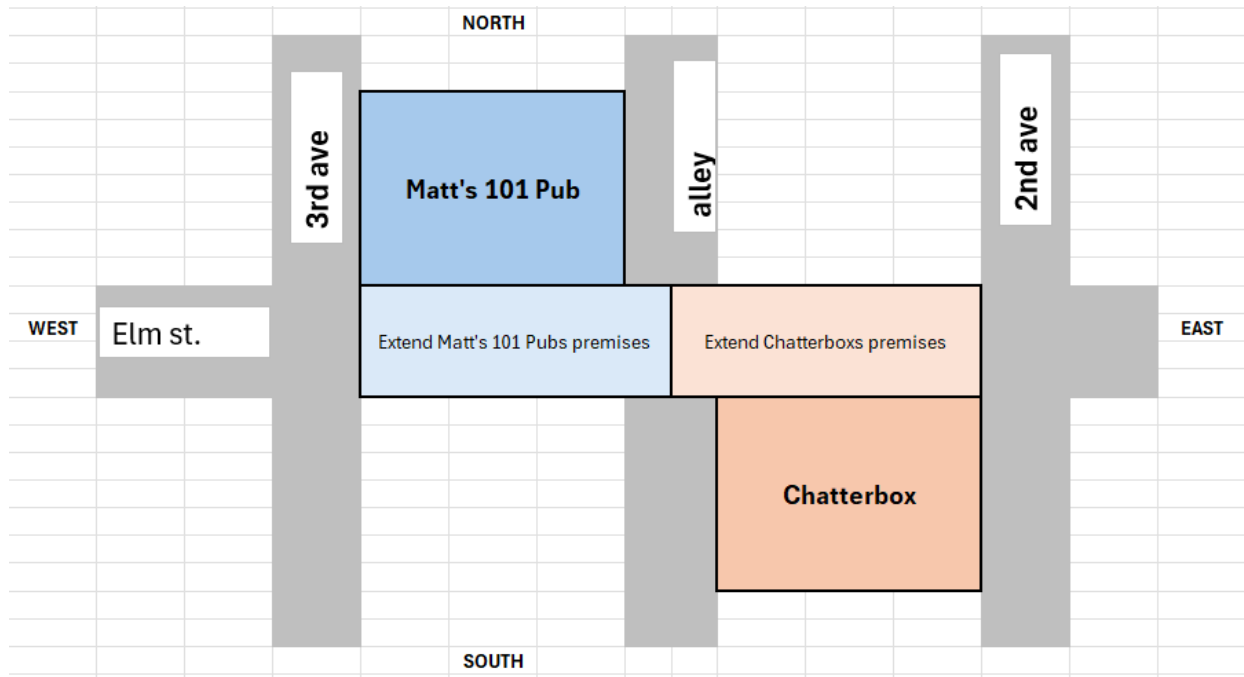 NORTH
3rd ave
Matt's 101 Pub
alley
2nd ave
WEST
Elm st.
Extend Matt's 101 Pubs premises
Extend Chatterboxs premises
EAST
Chatterbox
SOUTH